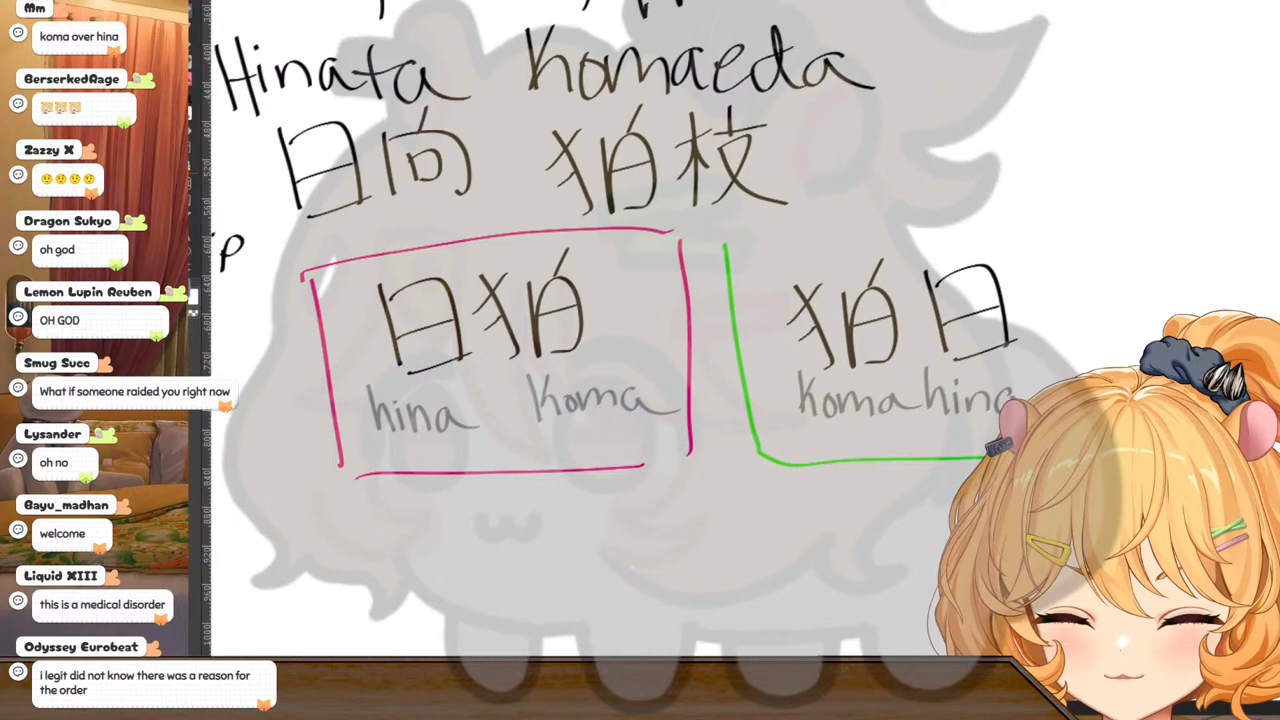 Mm
koma over hina
BerserkedRage
Zazzy X
Dragon Sukyo
oh god
Lemon Lupin Reuben
OH GOD
Smug Succ
What if someone raided you right now
Lysander
oh no
Bayu_madhan
welcome
Liquid XIII
this is a medical disorder
Odyssey Eurobeat
i legit did not know there was a reason for
the order
Hinata Komaeda
日向 狛枝
P
日狛 狛日
hina Koma komahina